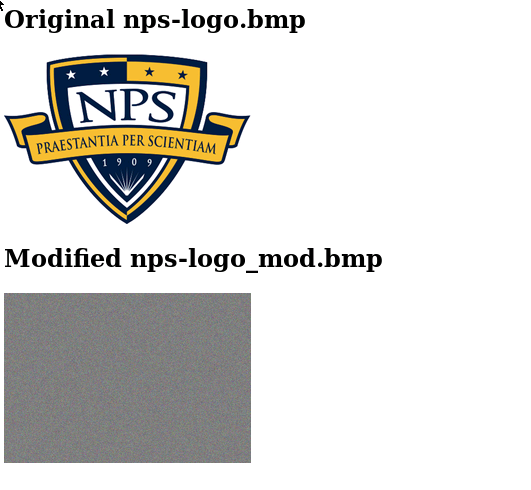 Original nps-logo.bmp
NPS
PRAESTANTIA PER SCIENTIAM
1909
Modified nps-logo_mod.bmp